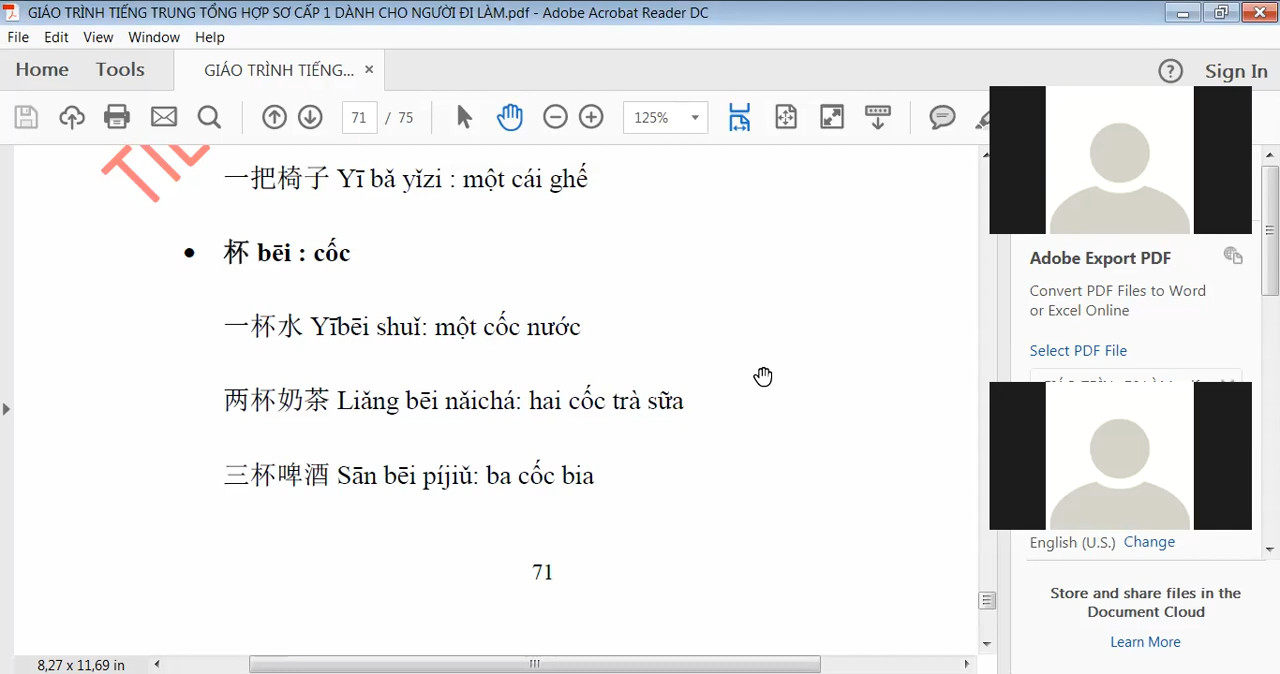 GIÁO TRÌNH TIẾNG TRUNG TỔNG HỢP SƠ CẤP 1 DÀNH CHO NGƯỜI ĐI LÀM.pdf - Adobe Acrobat Reader DC
File Edit View Window Help
Home Tools GIÁO TRÌNH TIẾNG... × ? Sign In
71 / 75 125%
一把椅子 Yī bǎ yǐzi : một cái ghế
• 杯 bēi : cốc
一杯水 Yībēi shuǐ: một cốc nước
两杯奶茶 Liǎng bēi nǎichá: hai cốc trà sữa
三杯啤酒 Sān bēi píjiǔ: ba cốc bia
71
8,27 x 11,69 in
Adobe Export PDF
Convert PDF Files to Word
or Excel Online
Select PDF File
English (U.S.) Change
Store and share files in the
Document Cloud
Learn More